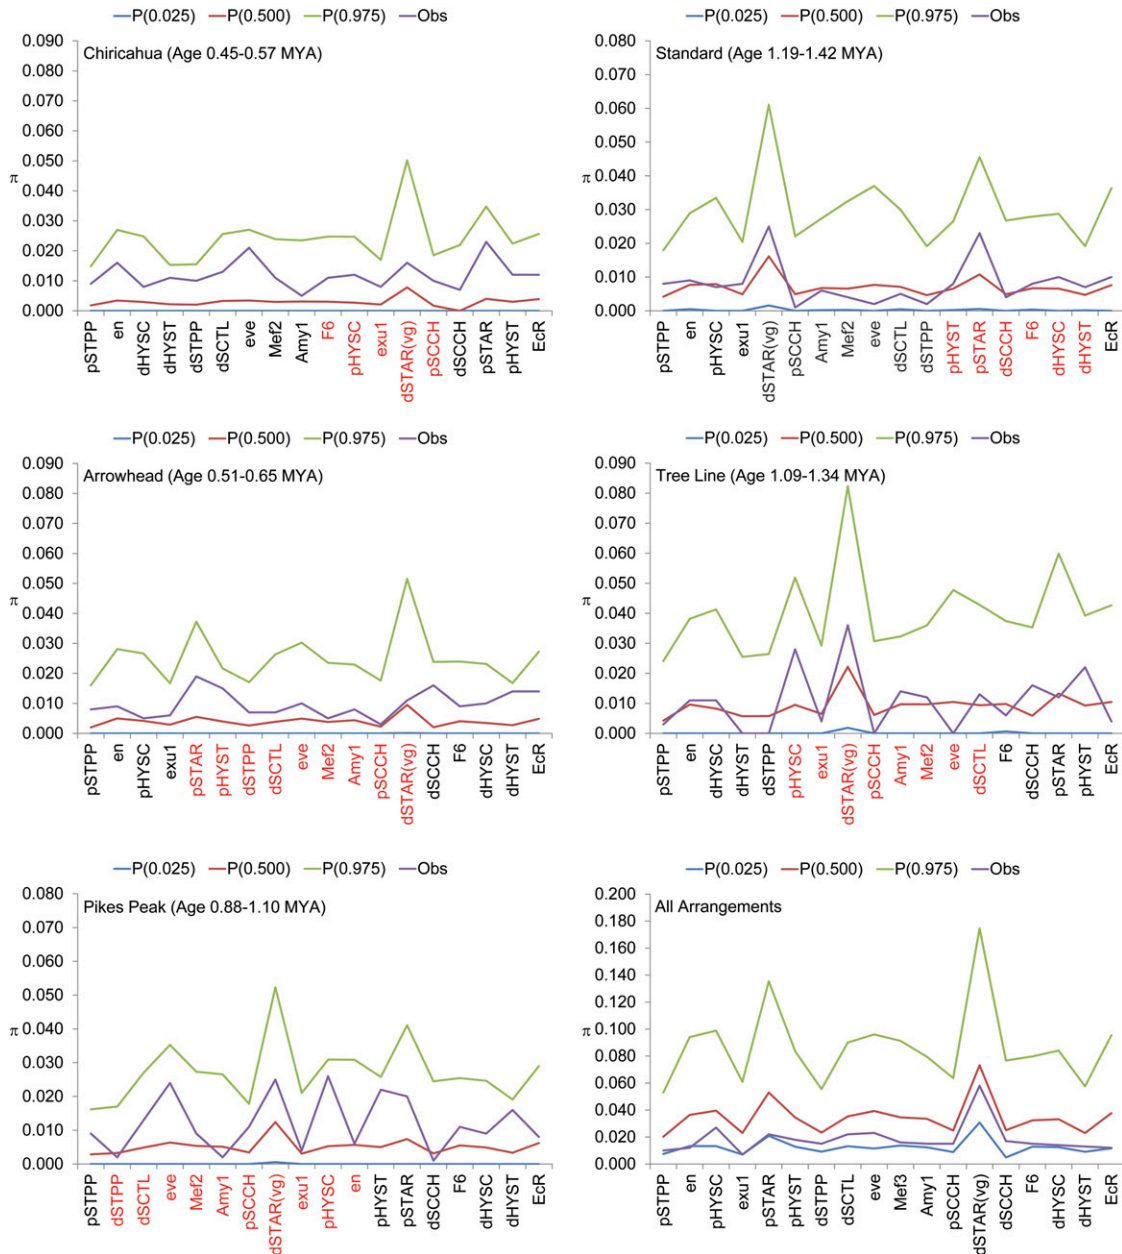 P(0.025) P(0.500) P(0.975) Obs
Chiricahua (Age 0.45-0.57 MYA)
0.090
0.080
0.070
0.060
0.050
0.040
0.030
0.020
0.010
0.000
π
pSTPP en dHYSC dHYST dSTPP dSCTL eve Mef2 Amy1 F6 pHYSC exu1 dSTAR(vg) pSCCH dSCCH pSTAR pHYST EcR
P(0.025) P(0.500) P(0.975) Obs
Standard (Age 1.19-1.42 MYA)
0.080
0.070
0.060
0.050
0.040
0.030
0.020
0.010
0.000
π
pSTPP en pHYSC exu1 dSTAR(vg) pSCCH Amy1 Mef2 eve dSCTL dSTPP pHYST pSTAR dSCCH F6 dHYSC dHYST EcR
P(0.025) P(0.500) P(0.975) Obs
Arrowhead (Age 0.51-0.65 MYA)
0.090
0.080
0.070
0.060
0.050
0.040
0.030
0.020
0.010
0.000
π
pSTPP en pHYSC exu1 pSTAR pHYST dSTPP dSCTL eve Mef2 Amy1 pSCCH dSTAR(vg) dSCCH F6 dHYSC dHYST EcR
P(0.025) P(0.500) P(0.975) Obs
Tree Line (Age 1.09-1.34 MYA)
0.090
0.080
0.070
0.060
0.050
0.040
0.030
0.020
0.010
0.000
π
pSTPP en dHYSC dHYST dSTPP pHYSC exu1 dSTAR(vg) pSCCH Amy1 Mef2 eve dSCTL F6 dSCCH pSTAR pHYST EcR
P(0.025) P(0.500) P(0.975) Obs
Pikes Peak (Age 0.88-1.10 MYA)
0.080
0.070
0.060
0.050
0.040
0.030
0.020
0.010
0.000
π
pSTPP dSTPP dSCTL eve Mef2 Amy1 pSCCH dSTAR(vg) exu1 pHYSC en pHYST pSTAR dSCCH F6 dHYSC dHYST EcR
P(0.025) P(0.500) P(0.975) Obs
All Arrangements
0.200
0.180
0.160
0.140
0.120
0.100
0.080
0.060
0.040
0.020
0.000
π
pSTPP en pHYSC exu1 pSTAR pHYST dSTPP dSCTL eve Mef3 Amy1 pSCCH dSTAR(vg) dSCCH F6 dHYSC dHYST EcR